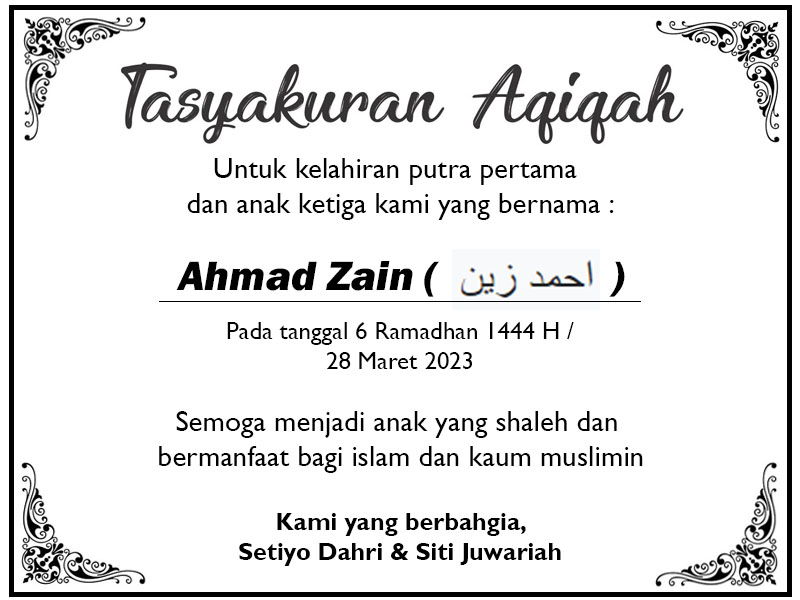 Tasyakuran Aqiqah
Untuk kelahiran putra pertama
dan anak ketiga kami yang bernama :
Ahmad Zain ( احمد زين )
Pada tanggal 6 Ramadhan 1444 H /
28 Maret 2023
Semoga menjadi anak yang shaleh dan
bermanfaat bagi islam dan kaum muslimin
Kami yang berbahgia,
Setiyo Dahri & Siti Juwariah